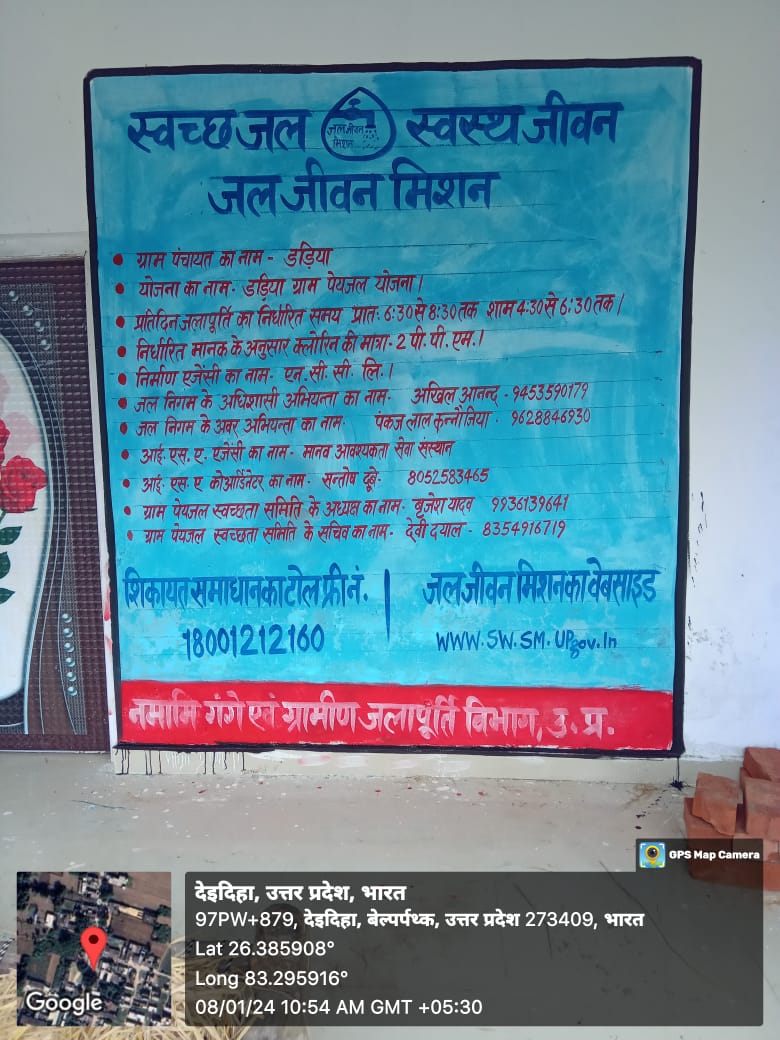 स्वच्छ जल जल जीवन मिशन स्वस्थ जीवन
जल जीवन मिशन
• ग्राम पंचायत का नाम - डड़िया
• योजना का नाम - डड़िया ग्राम पेयजल योजना।
• प्रतिदिन जलापूर्ति का निर्धारित समय प्रातः 6:30 से 8:30 तक शाम 4:30 से 6:30 तक।
• निर्धारित मानक के अनुसार क्लोरिन की मात्रा - 2 पी. पी. एम.।
• निर्माण एजेंसी का नाम - एन. सी. सी. लि.।
• जल निगम के अधिशासी अभियन्ता का नाम - अखिल आनन्द - 9453590179
• जल निगम के अवर अभियन्ता का नाम - पंकज लाल कन्नौजिया - 9628846930
• आई. एस. ए. एजेंसी का नाम - मानव आवश्यकता सेवा संस्थान
• आई. एस. ए कोआर्डिनेटर का नाम - सन्तोष दूबे - 8052583465
• ग्राम पेयजल स्वच्छता समिति के अध्यक्ष का नाम - बृजेश यादव 9936139641
• ग्राम पेयजल स्वच्छता समिति के सचिव का नाम - देवी दयाल - 8354916719
शिकायत समाधान का टोल फ्री नं. | जल जीवन मिशन का वेबसाइड
18001212160 WWW.SW.SM.UPgov.In
नमामि गंगे एवं ग्रामीण जलापूर्ति विभाग, उ. प्र.
GPS Map Camera
देइदिहा, उत्तर प्रदेश, भारत
97PW+879, देइदिहा, बेल्पर्पथ्क, उत्तर प्रदेश 273409, भारत
Lat 26.385908°
Long 83.295916°
08/01/24 10:54 AM GMT +05:30
Google